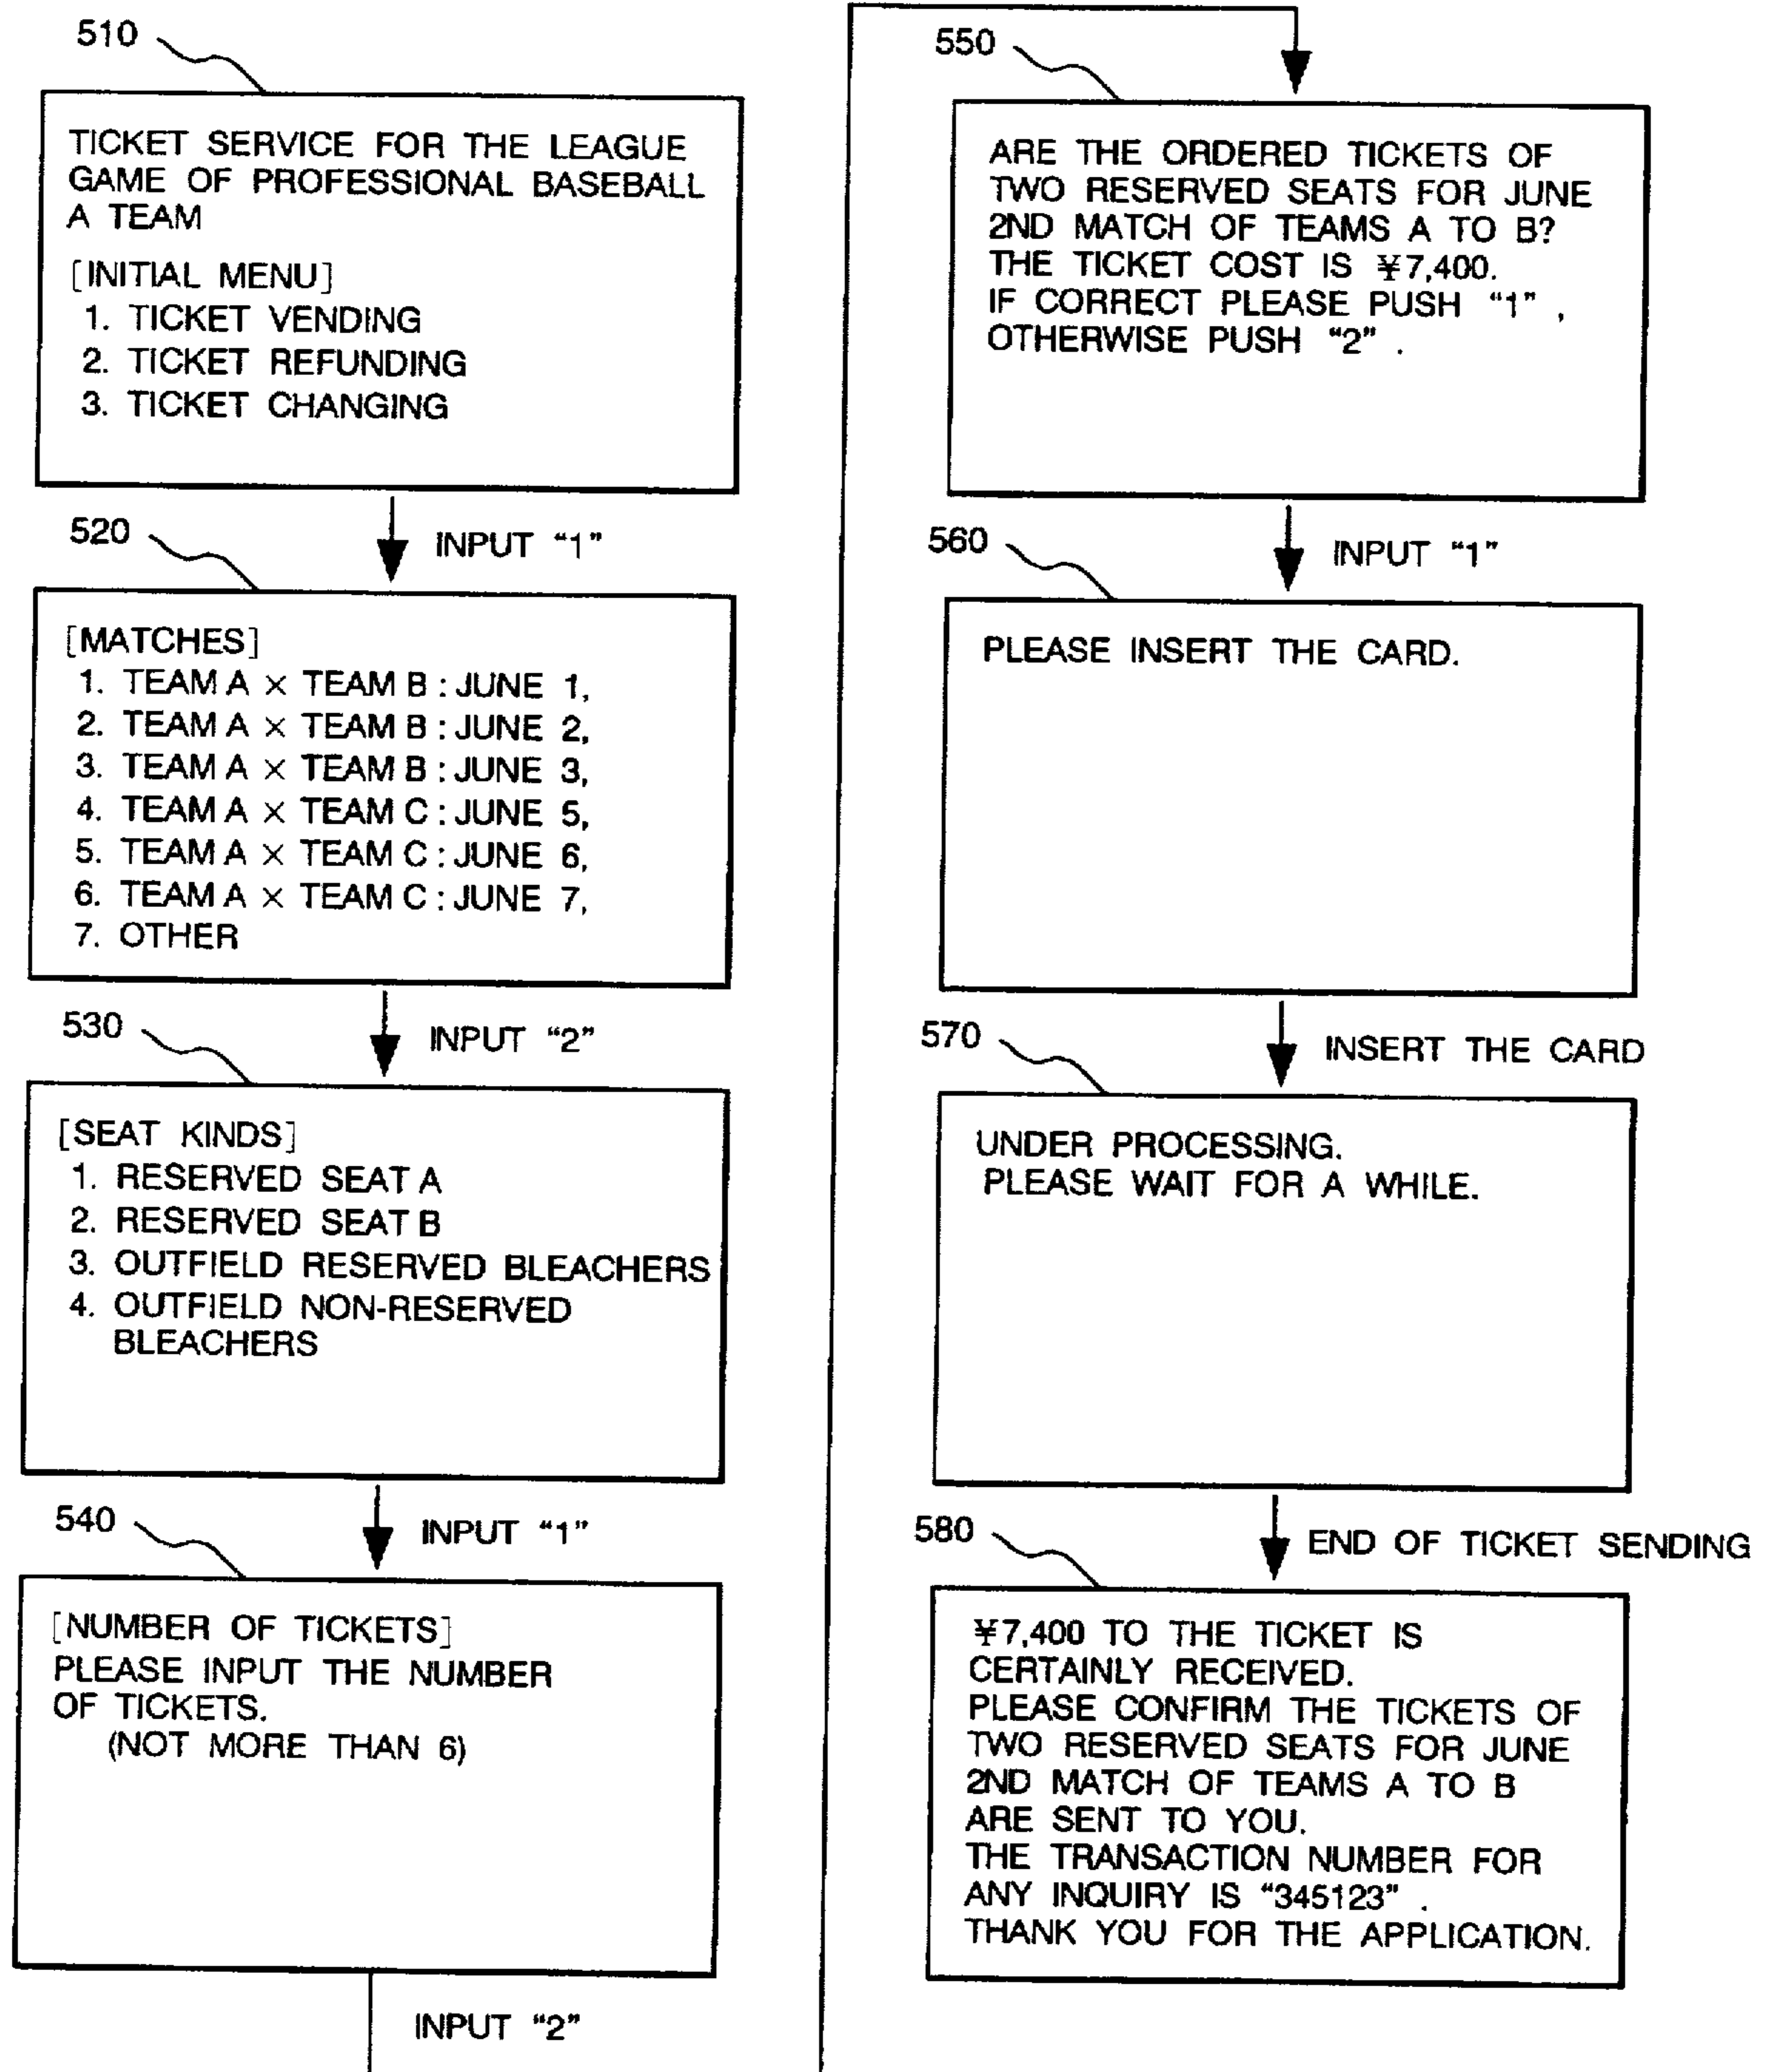 510
TICKET SERVICE FOR THE LEAGUE
GAME OF PROFESSIONAL BASEBALL
A TEAM
[INITIAL MENU]
1. TICKET VENDING
2. TICKET REFUNDING
3. TICKET CHANGING
INPUT “1”
520
[MATCHES]
1. TEAM A × TEAM B : JUNE 1,
2. TEAM A × TEAM B : JUNE 2,
3. TEAM A × TEAM B : JUNE 3,
4. TEAM A × TEAM C : JUNE 5,
5. TEAM A × TEAM C : JUNE 6,
6. TEAM A × TEAM C : JUNE 7,
7. OTHER
INPUT “2”
530
[SEAT KINDS]
1. RESERVED SEAT A
2. RESERVED SEAT B
3. OUTFIELD RESERVED BLEACHERS
4. OUTFIELD NON-RESERVED
BLEACHERS
INPUT “1”
540
[NUMBER OF TICKETS]
PLEASE INPUT THE NUMBER
OF TICKETS.
(NOT MORE THAN 6)
INPUT “2”
550
ARE THE ORDERED TICKETS OF
TWO RESERVED SEATS FOR JUNE
2ND MATCH OF TEAMS A TO B?
THE TICKET COST IS ¥7,400.
IF CORRECT PLEASE PUSH “1” ,
OTHERWISE PUSH “2” .
INPUT “1”
560
PLEASE INSERT THE CARD.
INSERT THE CARD
570
UNDER PROCESSING.
PLEASE WAIT FOR A WHILE.
END OF TICKET SENDING
580
¥7,400 TO THE TICKET IS
CERTAINLY RECEIVED.
PLEASE CONFIRM THE TICKETS OF
TWO RESERVED SEATS FOR JUNE
2ND MATCH OF TEAMS A TO B
ARE SENT TO YOU.
THE TRANSACTION NUMBER FOR
ANY INQUIRY IS “345123” .
THANK YOU FOR THE APPLICATION.